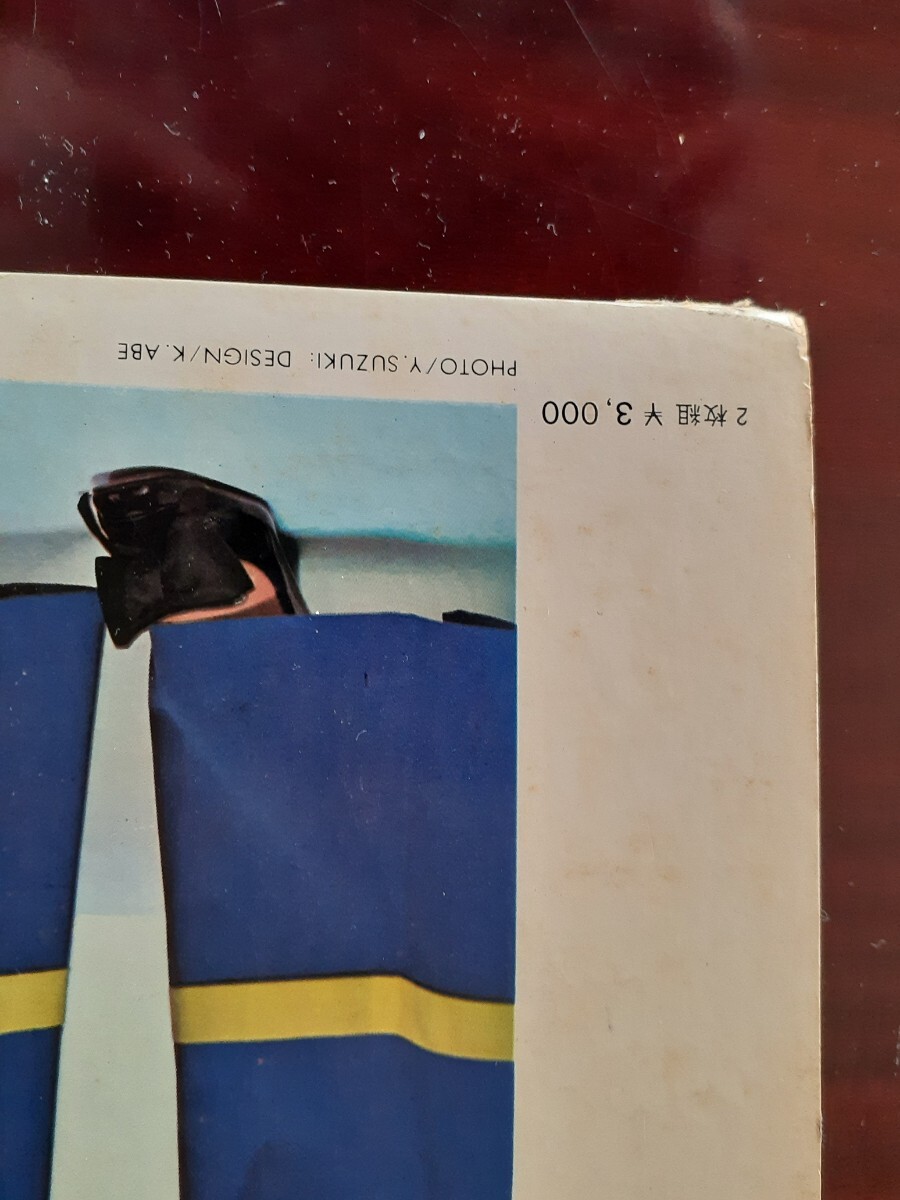 2枚組 ¥3,000
PHOTO/Y.SUZUKI: DESIGN/K.ABE